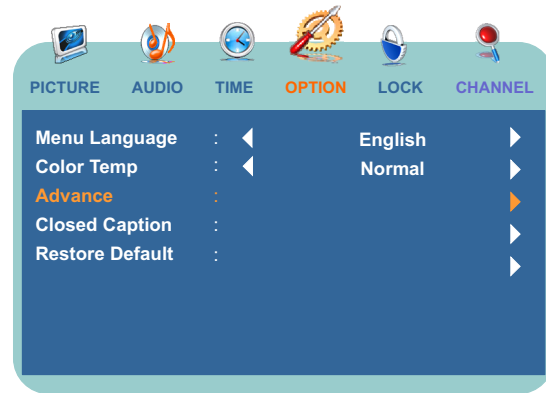 PICTURE AUDIO TIME OPTION LOCK CHANNEL
Menu Language : English
Color Temp : Normal
Advance :
Closed Caption :
Restore Default :